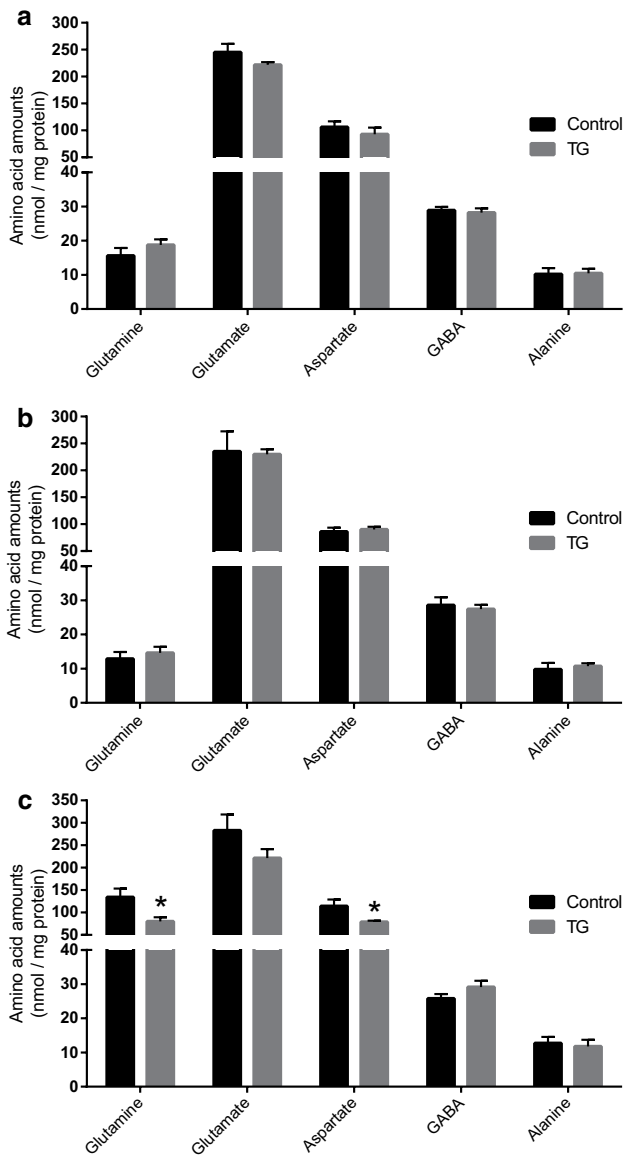 a
Amino acid amounts
(nmol / mg protein)
300
250
200
150
100
50
40
30
20
10
0
Control
TG
Glutamine
Glutamate
Aspartate
GABA
Alanine
b
Amino acid amounts
(nmol / mg protein)
300
250
200
150
100
50
40
30
20
10
0
Control
TG
Glutamine
Glutamate
Aspartate
GABA
Alanine
c
Amino acid amounts
(nmol / mg protein)
350
300
250
200
150
100
50
40
30
20
10
0
*
*
Control
TG
Glutamine
Glutamate
Aspartate
GABA
Alanine